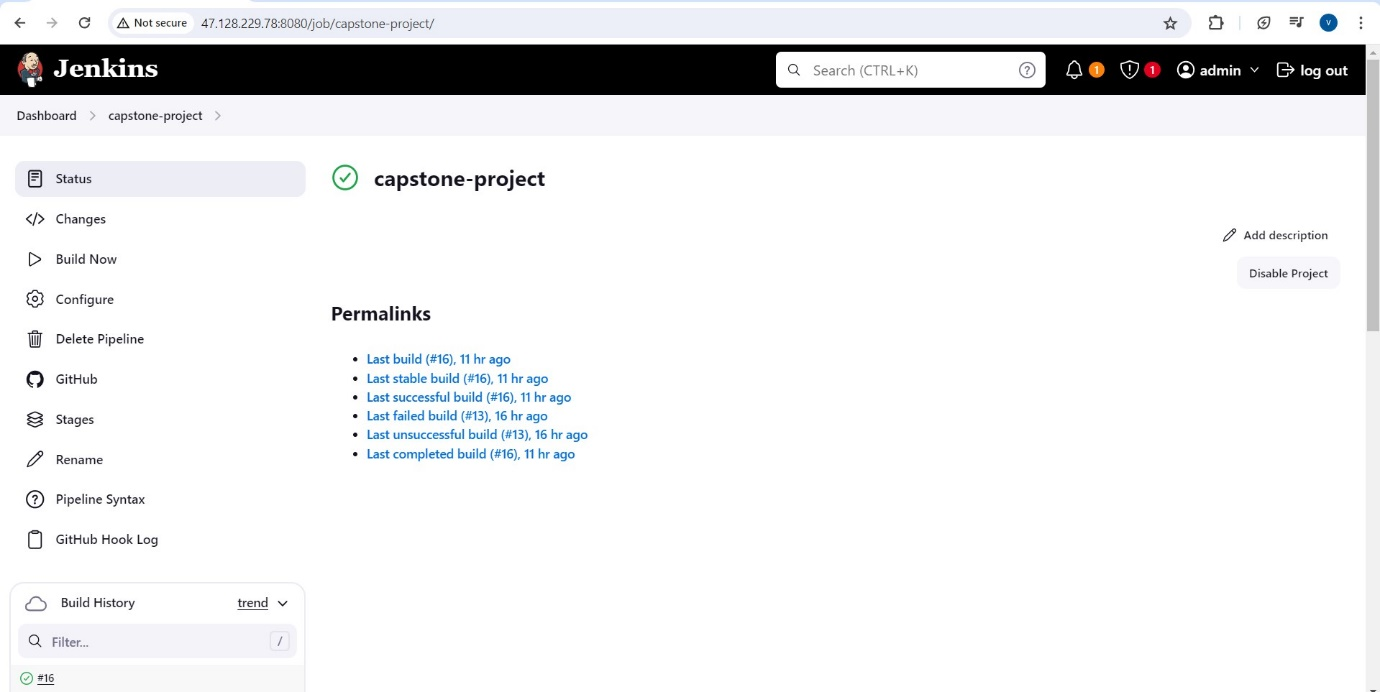 Not secure 47.128.229.78:8080/job/capstone-project/ V
Jenkins Search (CTRL+K) ? 1 1 admin log out
Dashboard capstone-project
Status
Changes
Build Now
Configure
Delete Pipeline
GitHub
Stages
Rename
Pipeline Syntax
GitHub Hook Log
Build History trend
Filter... /
#16
capstone-project
Add description
Disable Project
Permalinks
Last build (#16), 11 hr ago
Last stable build (#16), 11 hr ago
Last successful build (#16), 11 hr ago
Last failed build (#13), 16 hr ago
Last unsuccessful build (#13), 16 hr ago
Last completed build (#16), 11 hr ago